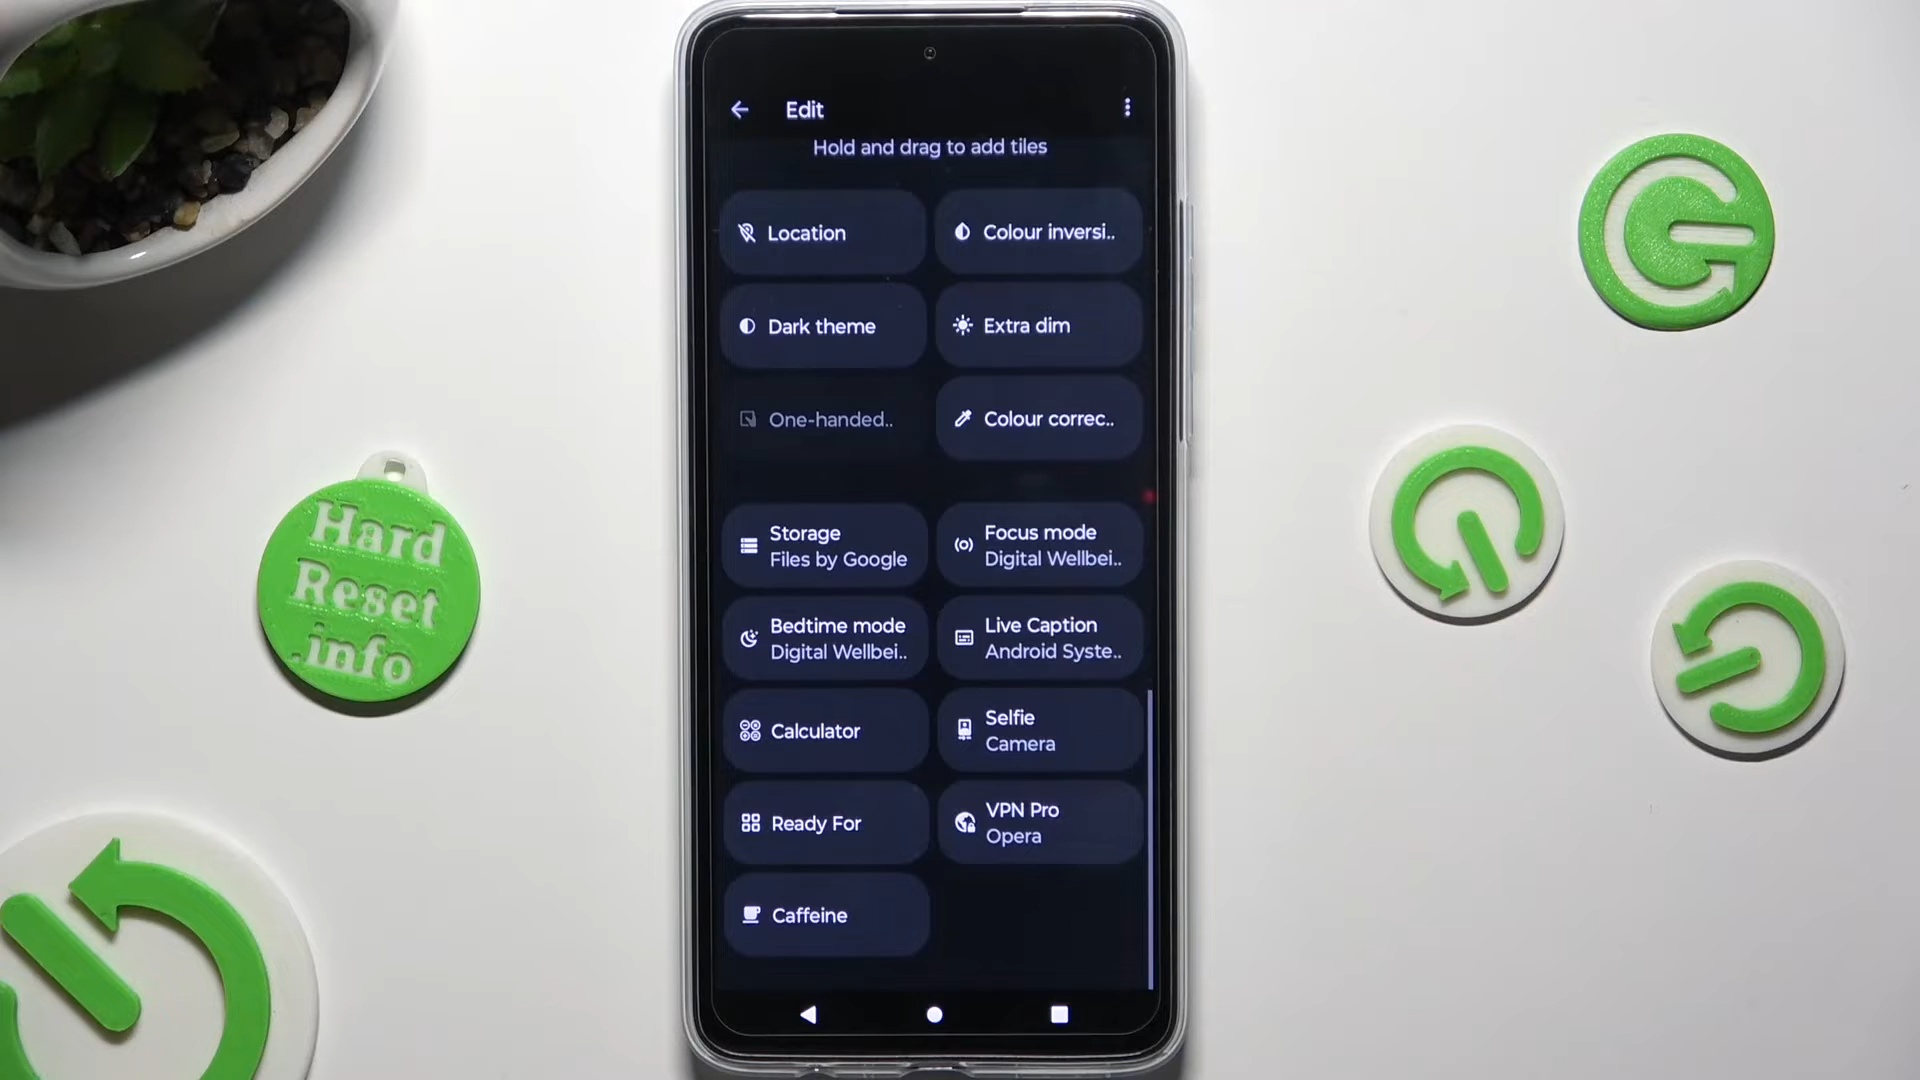 Edit
Hold and drag to add tiles
Location
Colour inversi..
Dark theme
Extra dim
One-handed..
Colour correc..
Storage
Files by Google
Focus mode
Digital Wellbei..
Bedtime mode
Digital Wellbei..
Live Caption
Android Syste..
Calculator
Selfie
Camera
Ready For
VPN Pro
Opera
Caffeine
Hard
Reset
.info